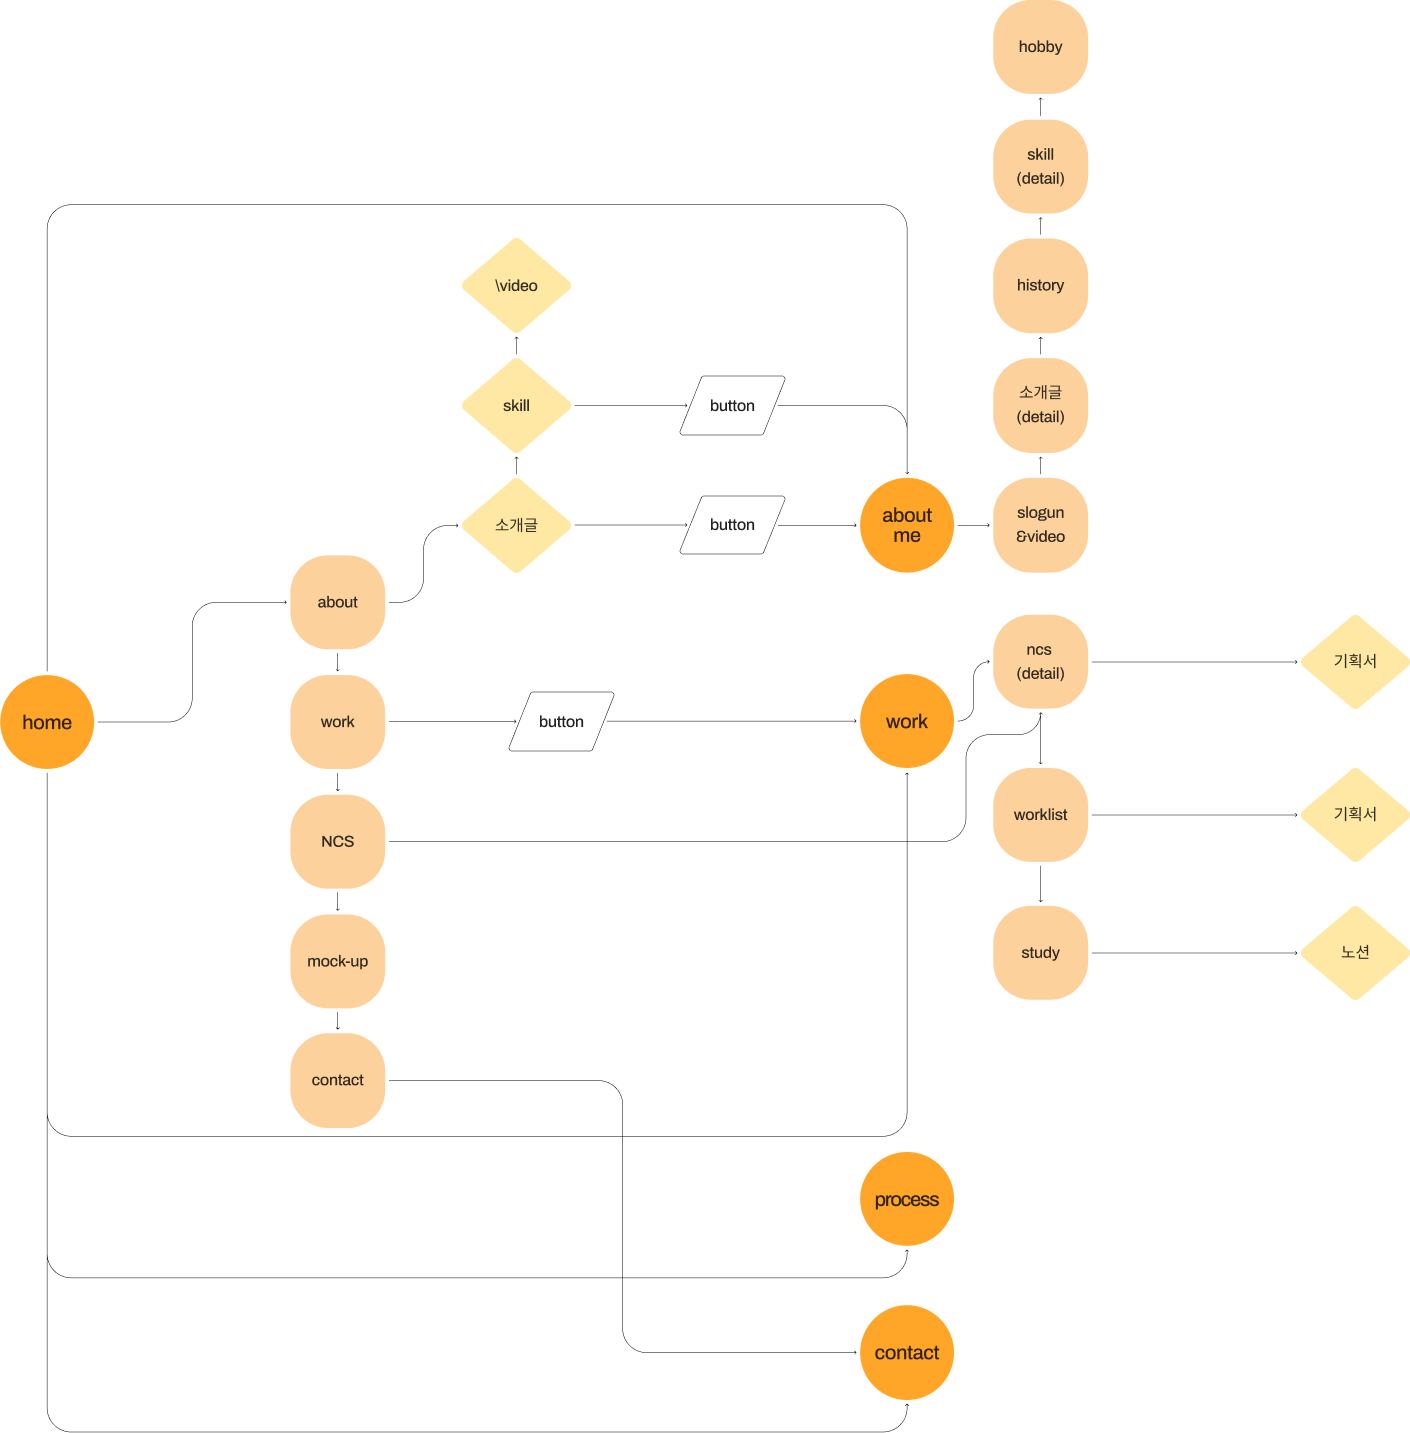 hobby
skill
(detail)
history
\video
소개글
(detail)
skill
button
소개글
button
about
me
slogun
&video
about
ncs
(detail)
기획서
home
work
button
work
worklist
기획서
NCS
study
노션
mock-up
contact
process
contact